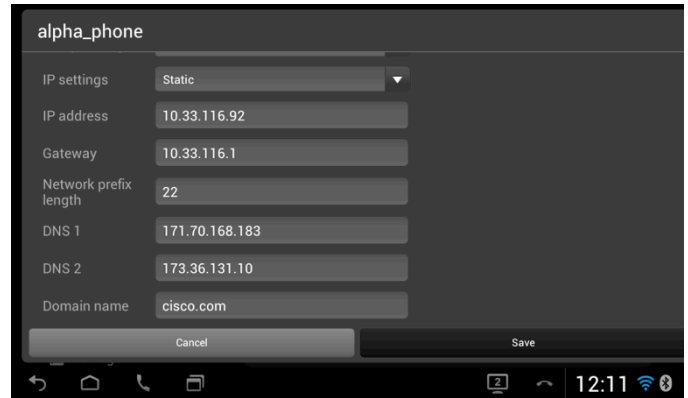 alpha_phone
IP settings Static
IP address 10.33.116.92
Gateway 10.33.116.1
Network prefix
length 22
DNS 1 171.70.168.183
DNS 2 173.36.131.10
Domain name cisco.com
Cancel Save
2 12:11